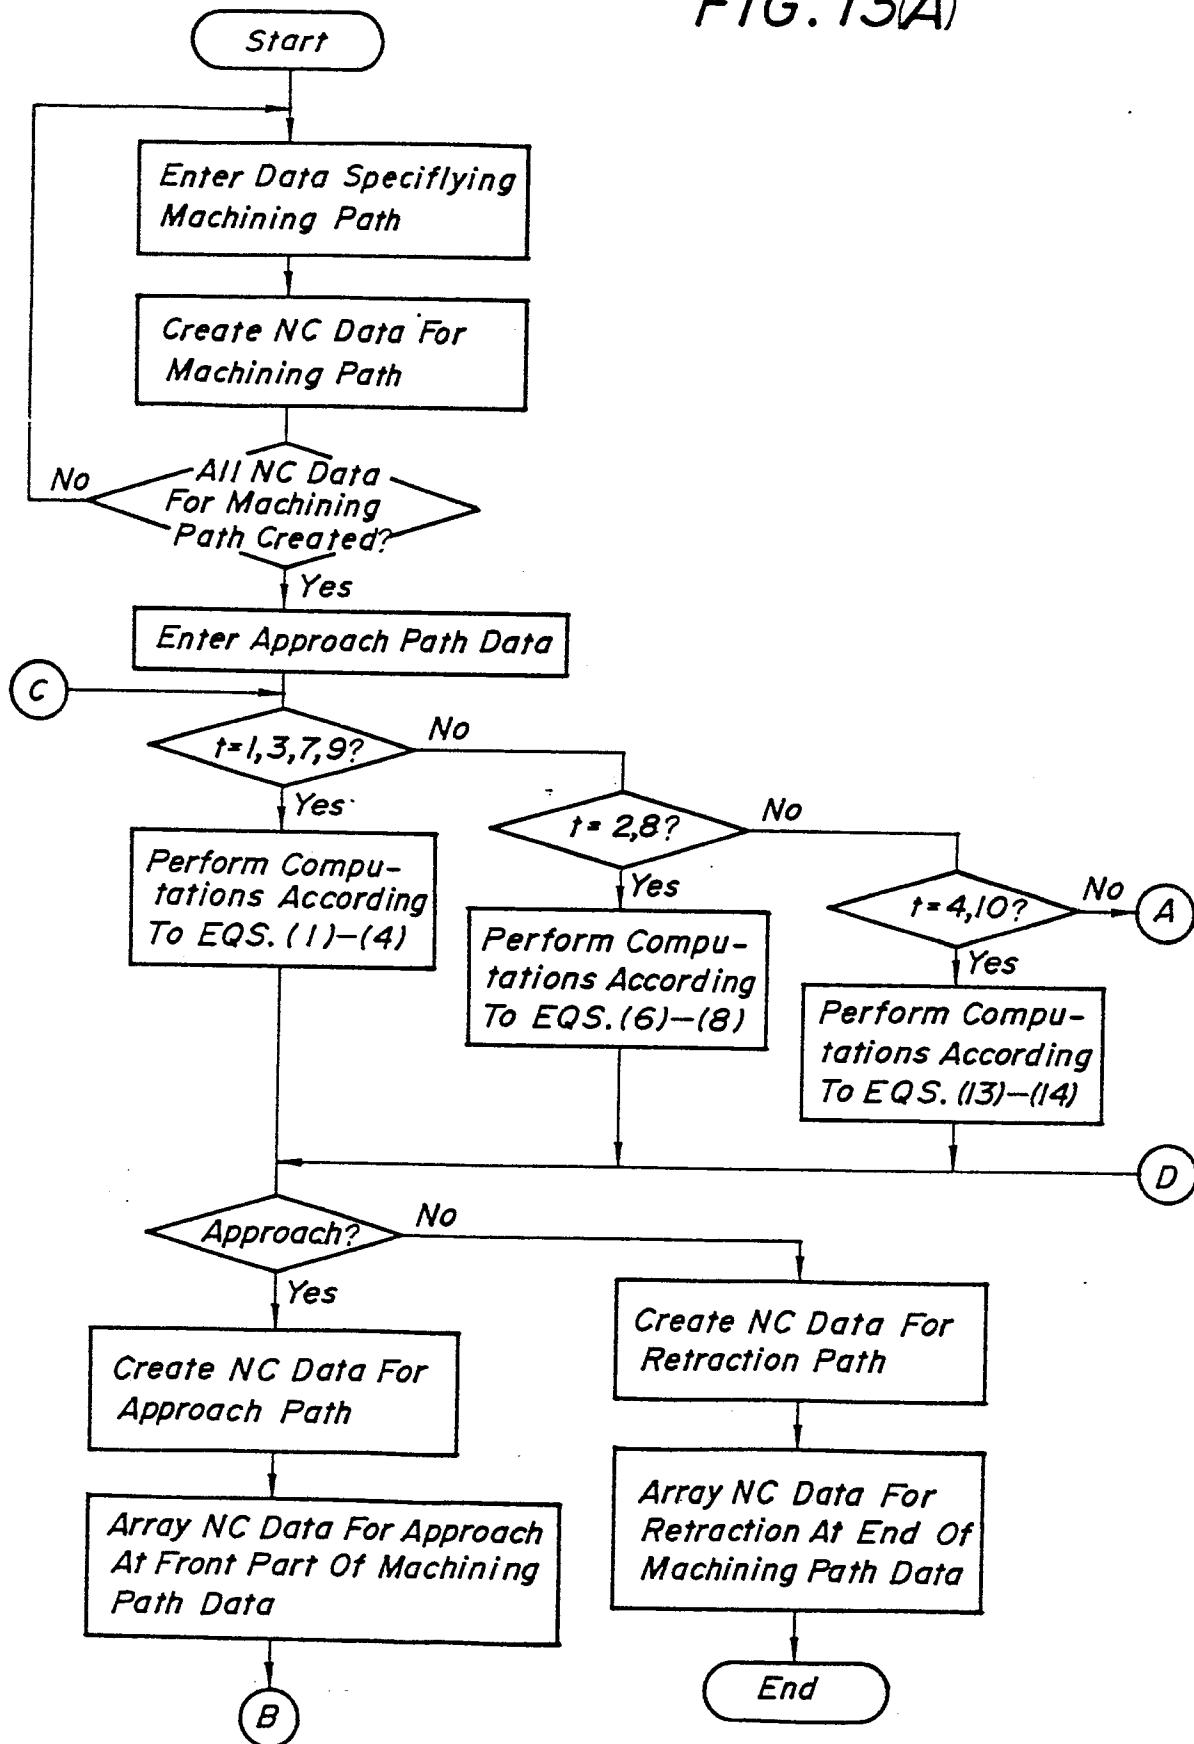 FIG. 13(A)
Start
Enter Data Speciflying
Machining Path
Create NC Data For
Machining Path
No
All NC Data
For Machining
Path Created?
Yes
Enter Approach Path Data
C
t=1,3,7,9?
No
Yes
t= 2,8?
No
Perform Compu-
tations According
To EQS. (1)-(4)
Yes
t=4,10?
No
A
Perform Compu-
tations According
To EQS. (6)-(8)
Yes
Perform Compu-
tations According
To EQS. (13)-(14)
D
Approach?
No
Yes
Create NC Data For
Retraction Path
Create NC Data For
Approach Path
Array NC Data For
Retraction At End Of
Machining Path Data
Array NC Data For Approach
At Front Part Of Machining
Path Data
End
B